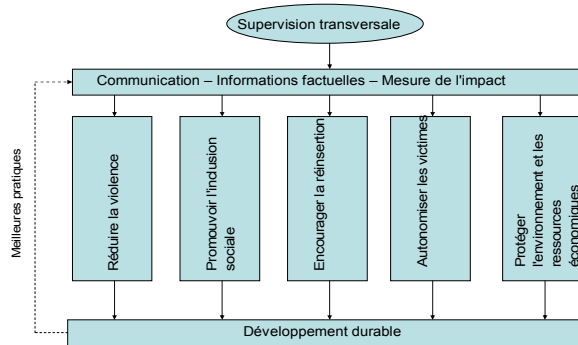 Supervision transversale
Communication – Informations factuelles – Mesure de l'impact
Meilleures pratiques
Réduire la violence
Promouvoir l'inclusion
sociale
Encourager la réinsertion
Autonomiser les victimes
Protéger
l'environnement et les
ressources
économiques
Développement durable